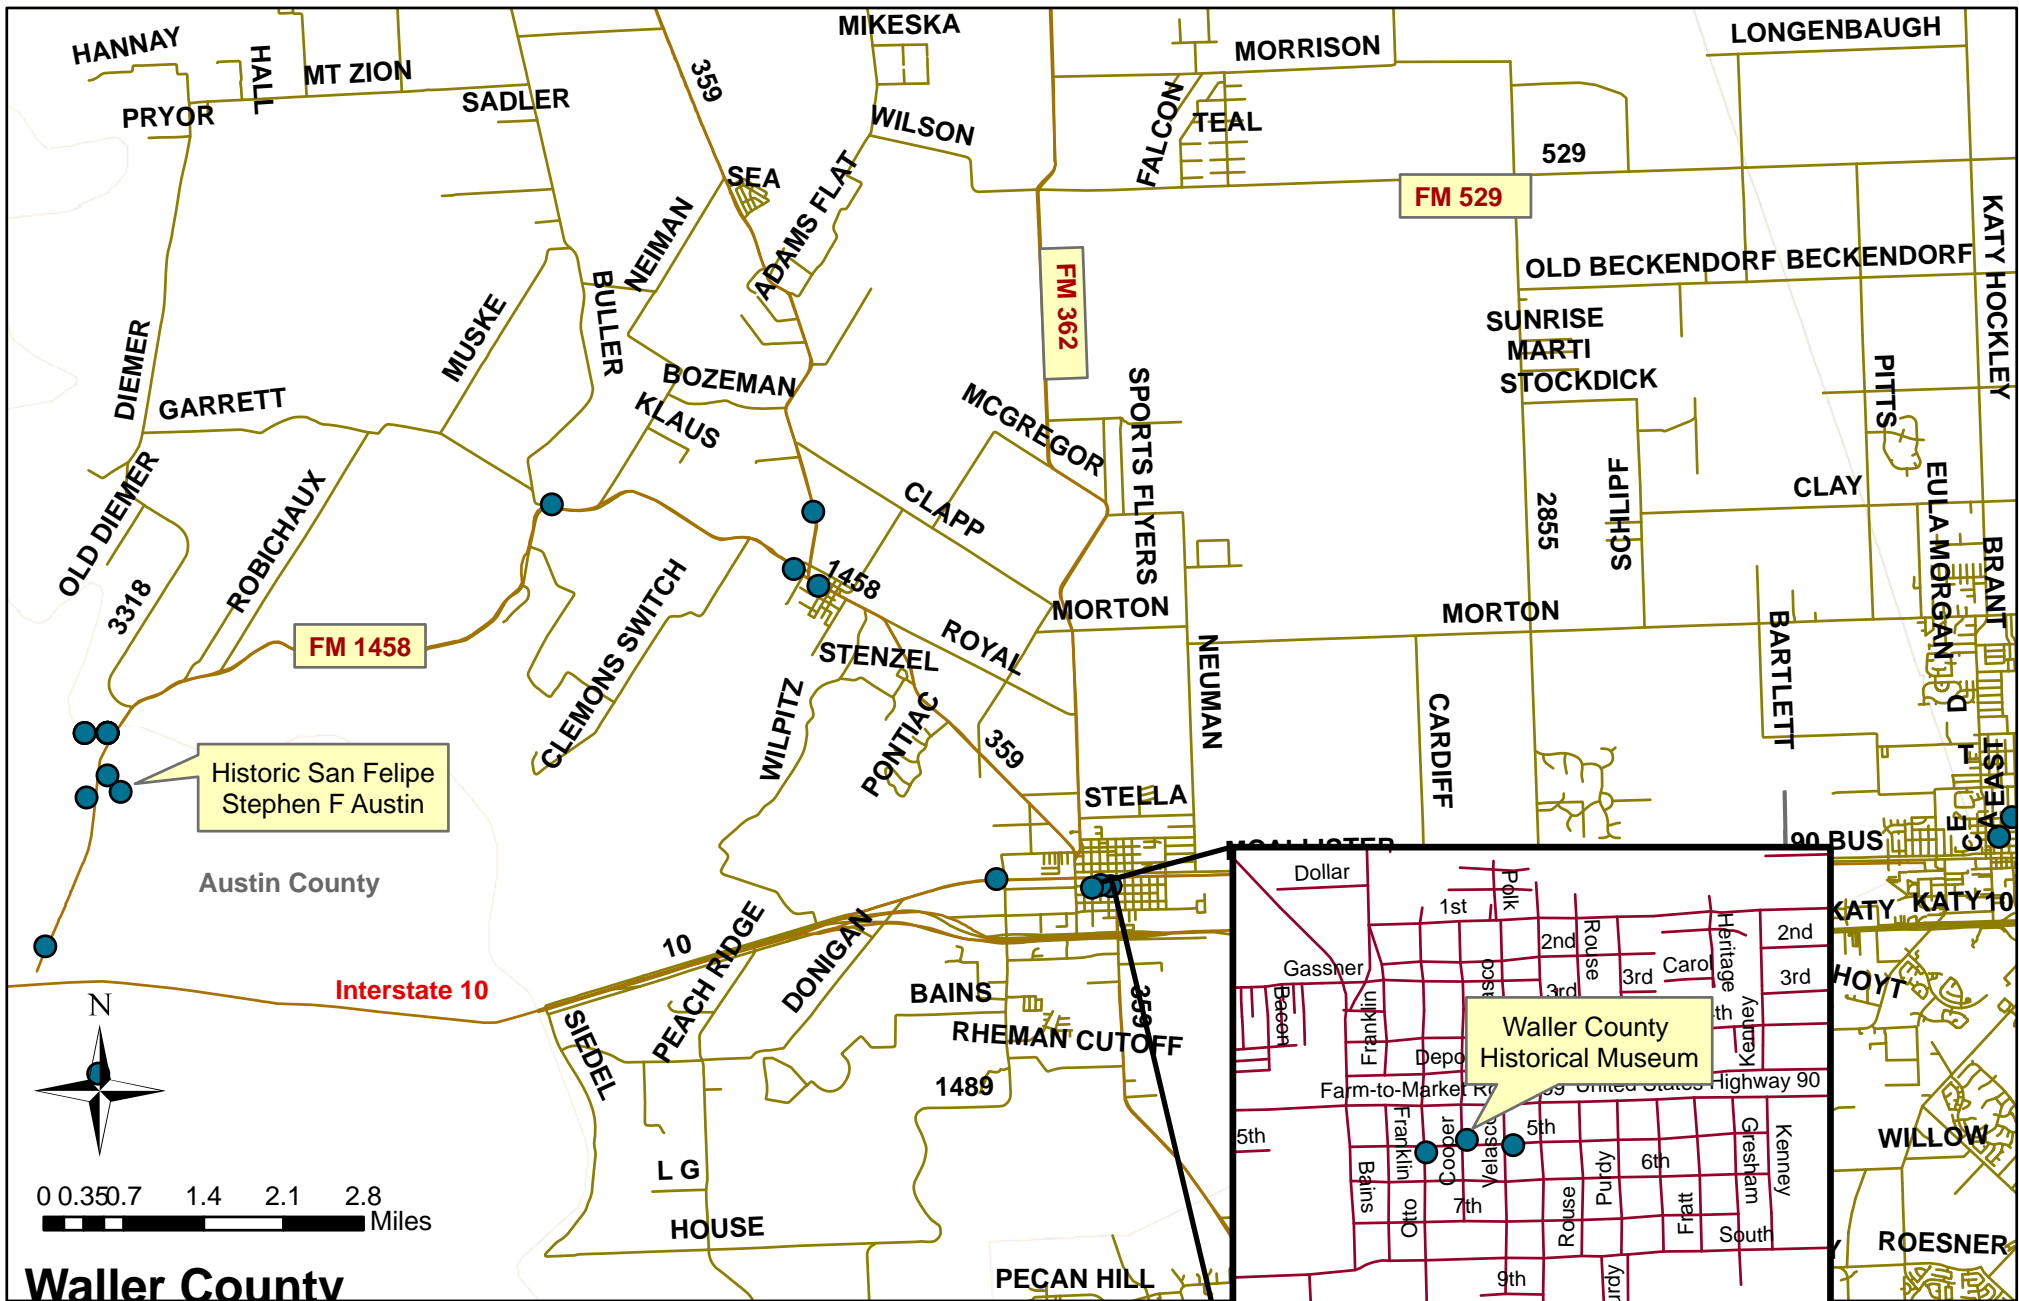 HANNAY
HALL
MT ZION
PRYOR
SADLER
359
MIKESKA
WILSON
MORRISON
LONGENBAUGH
FALCON
TEAL
529
FM 529
SEA
ADAMS FLAT
NEIMAN
KATY HOCKLEY
OLD BECKENDORF
BECKENDORF
FM 362
BULLER
MUSKE
DIEMER
GARRETT
BOZEMAN
KLAUS
MCGREGOR
SPORTS FLYERS
SUNRISE
MARTI
STOCKDICK
PITTS
CLAPP
CLAY
SCHLIPF
2855
EULA MORGAN
BRANT
OLD DIEMER
3318
ROBICHAUX
1458
CLEMONS SWITCH
FM 1458
STENZEL
ROYAL
MORTON
MORTON
NEUMAN
BARTLETT
CARDIFF
WILPITZ
PONTIAC
359
STELLA
Historic San Felipe
Stephen F Austin
Austin County
90 BUS
EAST
KATY
KATY 10
HOYT
10
PEACH RIDGE
DONIGAN
Interstate 10
SIEDEL
BAINS
RHEMAN CUTOFF
359
1489
L G
HOUSE
PECAN HILL
WILLOW
ROESNER
N
0 0.35 0.7 1.4 2.1 2.8
Miles
Waller County
Dollar
Polk
1st
Rouse
2nd
Heritage
2nd
Gassner
3rd
3rd
Carol
3rd
Bacon
Franklin
Kenney
Waller County
Historical Museum
Farm-to-Market
United States Highway 90
5th
Franklin
Cooper
Velasco
5th
Bains
Otto
7th
Rouse
Purdy
6th
Fratt
Gresham
Kenney
South
9th